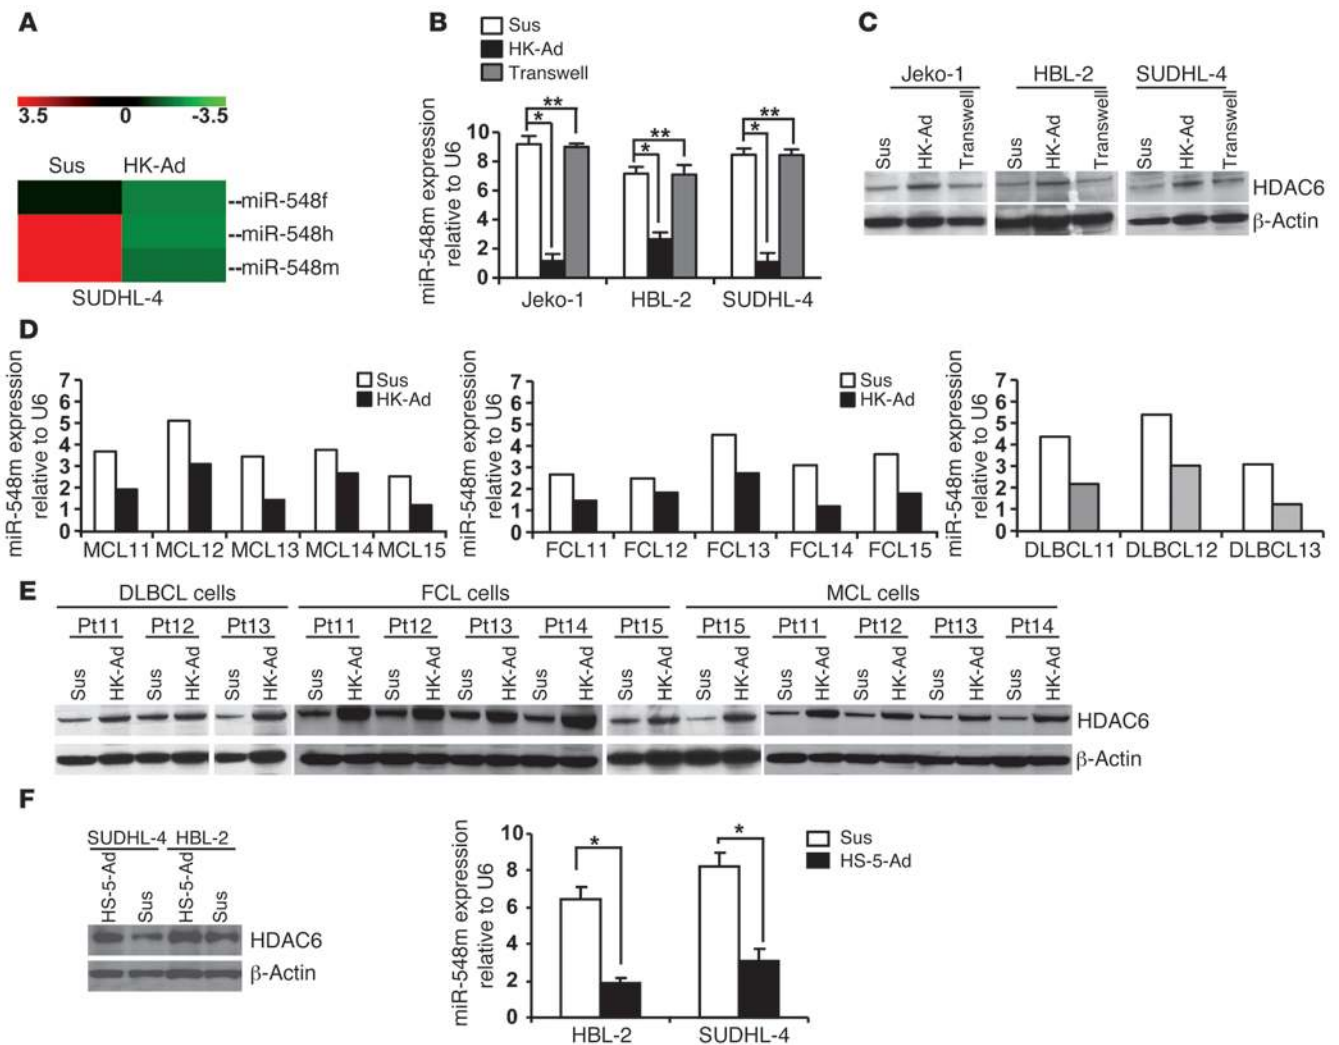 A
3.5 0 -3.5
Sus HK-Ad
--miR-548f
--miR-548h
--miR-548m
SUDHL-4
B
Sus
HK-Ad
Transwell
miR-548m expression
relative to U6
10
8
6
4
2
0
* **
* **
* **
Jeko-1 HBL-2 SUDHL-4
C
Jeko-1 HBL-2 SUDHL-4
Sus HK-Ad Transwell Sus HK-Ad Transwell Sus HK-Ad Transwell
HDAC6
β-Actin
D
miR-548m expression
relative to U6
7
6
5
4
3
2
1
0
Sus
HK-Ad
MCL11 MCL12 MCL13 MCL14 MCL15
miR-548m expression
relative to U6
7
6
5
4
3
2
1
0
Sus
HK-Ad
FCL11 FCL12 FCL13 FCL14 FCL15
miR-548m expression
relative to U6
7
6
5
4
3
2
1
0
DLBCL11 DLBCL12 DLBCL13
E
DLBCL cells FCL cells MCL cells
Pt11 Pt12 Pt13 Pt11 Pt12 Pt13 Pt14 Pt15 Pt15 Pt11 Pt12 Pt13 Pt14
Sus HK-Ad Sus HK-Ad Sus HK-Ad Sus HK-Ad Sus HK-Ad Sus HK-Ad Sus HK-Ad Sus HK-Ad Sus HK-Ad Sus HK-Ad Sus HK-Ad Sus HK-Ad Sus HK-Ad
HDAC6
β-Actin
F
SUDHL-4 HBL-2
HS-5-Ad Sus HS-5-Ad Sus
HDAC6
β-Actin
miR-548m expression
relative to U6
10
8
6
4
2
0
*
*
Sus
HS-5-Ad
HBL-2 SUDHL-4